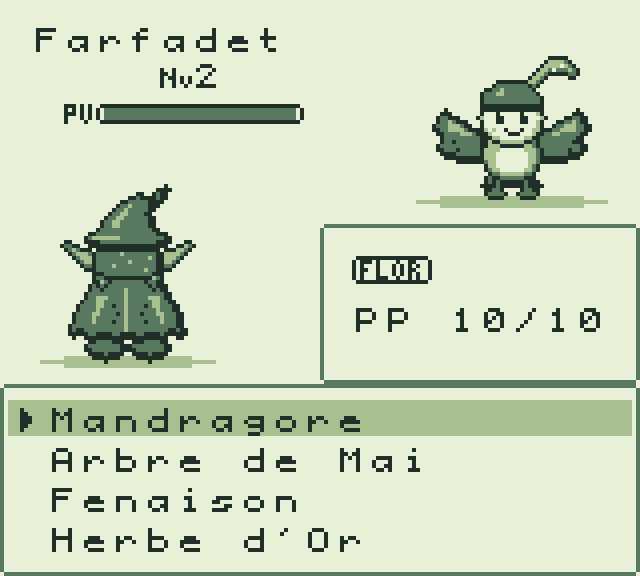 Farfadet
Nv2
PV
FLOR
PP 10/10
Mandragore
Arbre de Mai
Fenaison
Herbe d'Or